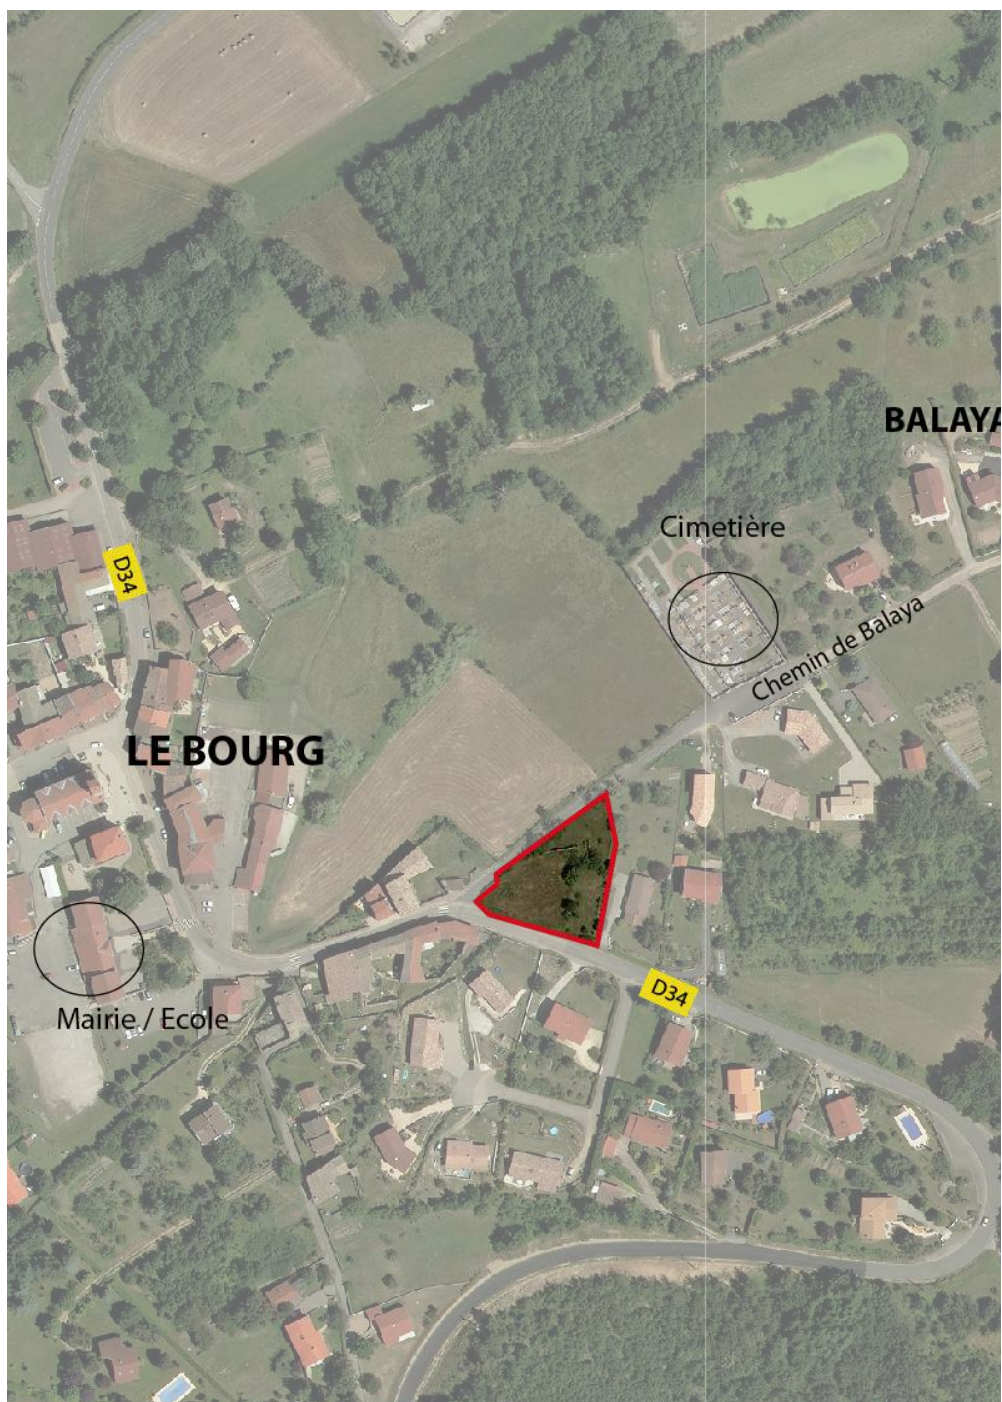 BALAYA
Cimetière
D34
Chemin de Balaya
LE BOURG
D34
Mairie / Ecole